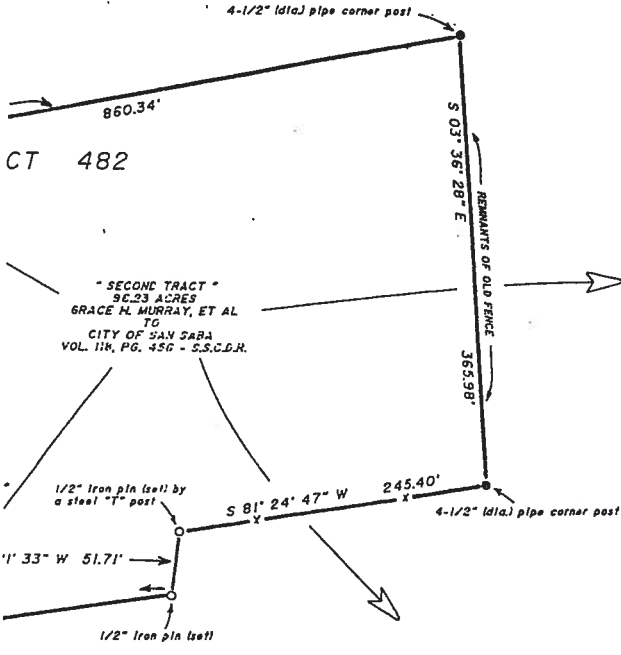 4-1/2" (dia.) pipe corner post
860.34'
CT 482
S 03° 36' 28" E
REMNANTS OF OLD FENCE
365.98'
" SECOND TRACT "
96.23 ACRES
GRACE H. MURRAY, ET AL
TO
CITY OF SAN SABA
VOL. 118, PG. 456 - S.S.C.D.R.
1/2" Iron pin (set) by
a steel "T" post
S 81° 24' 47" W
245.40'
4-1/2" (dia.) pipe corner post
1' 33" W 51.71'
1/2" Iron pin (set)